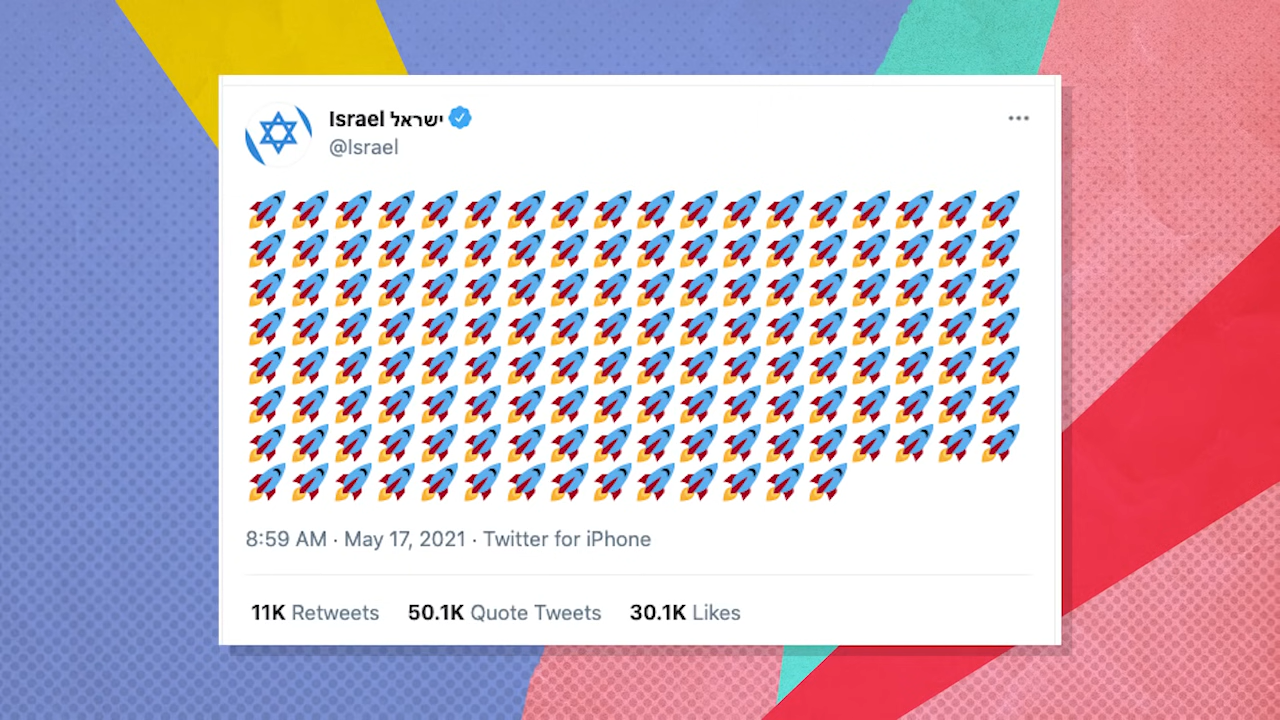 Israel ישראל
@Israel
🚀🚀🚀🚀🚀🚀🚀🚀🚀🚀🚀🚀🚀🚀🚀🚀🚀🚀
🚀🚀🚀🚀🚀🚀🚀🚀🚀🚀🚀🚀🚀🚀🚀🚀🚀🚀
🚀🚀🚀🚀🚀🚀🚀🚀🚀🚀🚀🚀🚀🚀🚀🚀🚀🚀
🚀🚀🚀🚀🚀🚀🚀🚀🚀🚀🚀🚀🚀🚀🚀🚀🚀🚀
🚀🚀🚀🚀🚀🚀🚀🚀🚀🚀🚀🚀🚀🚀🚀🚀🚀🚀
🚀🚀🚀🚀🚀🚀🚀🚀🚀🚀🚀🚀🚀🚀🚀🚀🚀🚀
🚀🚀🚀🚀🚀🚀🚀🚀🚀🚀🚀🚀🚀🚀🚀🚀🚀🚀
🚀🚀🚀🚀🚀🚀🚀🚀🚀🚀🚀🚀🚀🚀
8:59 AM · May 17, 2021 · Twitter for iPhone
11K Retweets 50.1K Quote Tweets 30.1K Likes